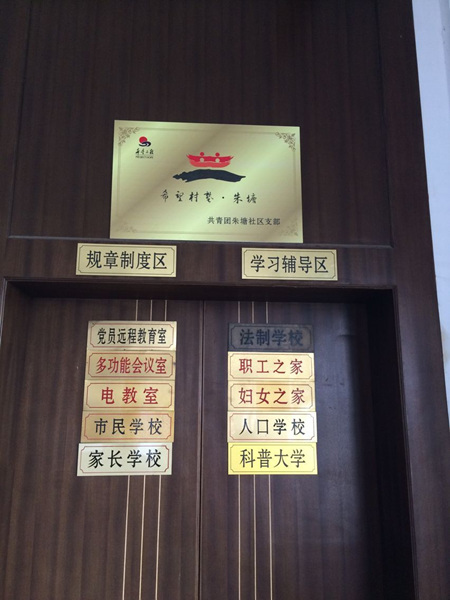 希望村塾·朱塘
共青团朱塘社区支部
规章制度区
学习辅导区
党员远程教育室
法制学校
多功能会议室
职工之家
电教室
妇女之家
市民学校
人口学校
家长学校
科普大学